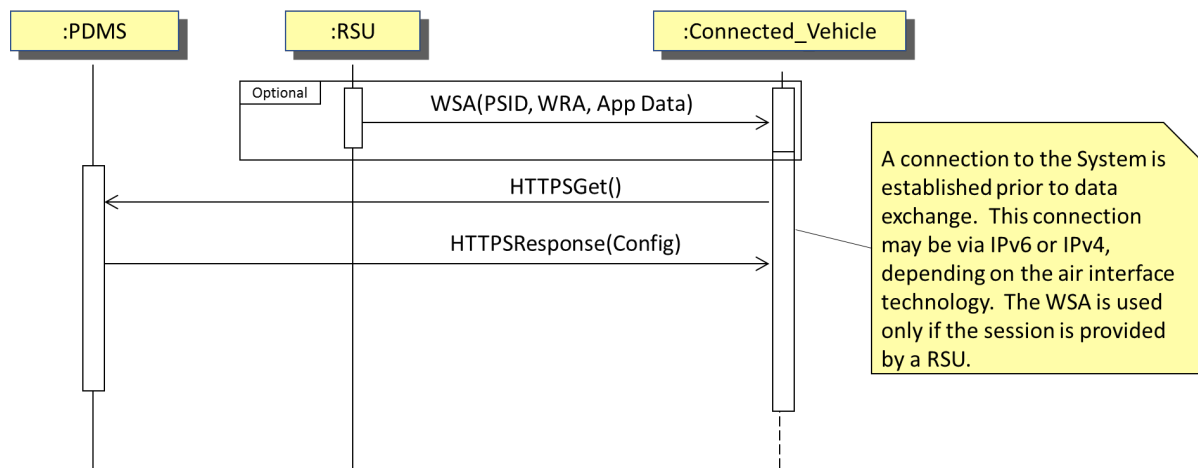 :PDMS
:RSU
:Connected_Vehicle
Optional
WSA(PSID, WRA, App Data)
HTTPSGet()
HTTPSResponse(Config)
A connection to the System is
established prior to data
exchange.  This connection
may be via IPv6 or IPv4,
depending on the air interface
technology.  The WSA is used
only if the session is provided
by a RSU.